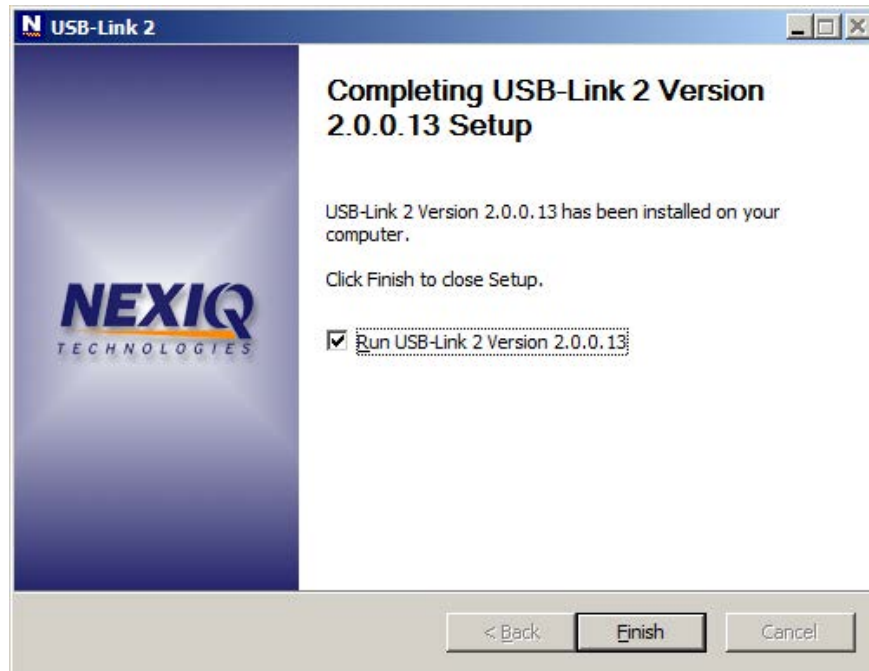 USB-Link 2
Completing USB-Link 2 Version
2.0.0.13 Setup
USB-Link 2 Version 2.0.0.13 has been installed on your
computer.
Click Finish to close Setup.
NEXIQ
TECHNOLOGIES
Run USB-Link 2 Version 2.0.0.13
< Back
Finish
Cancel